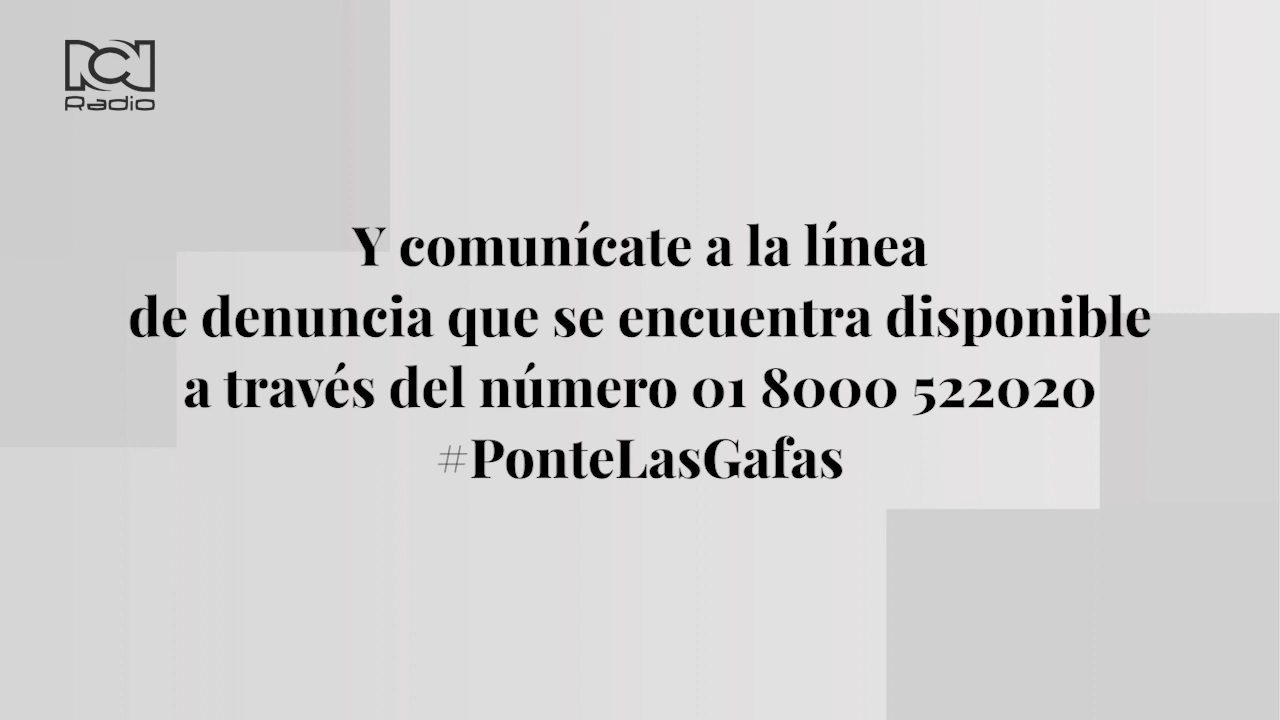 RCN
Radio
Y comunícate a la línea
de denuncia que se encuentra disponible
a través del número 01 8000 522020
#PonteLasGafas